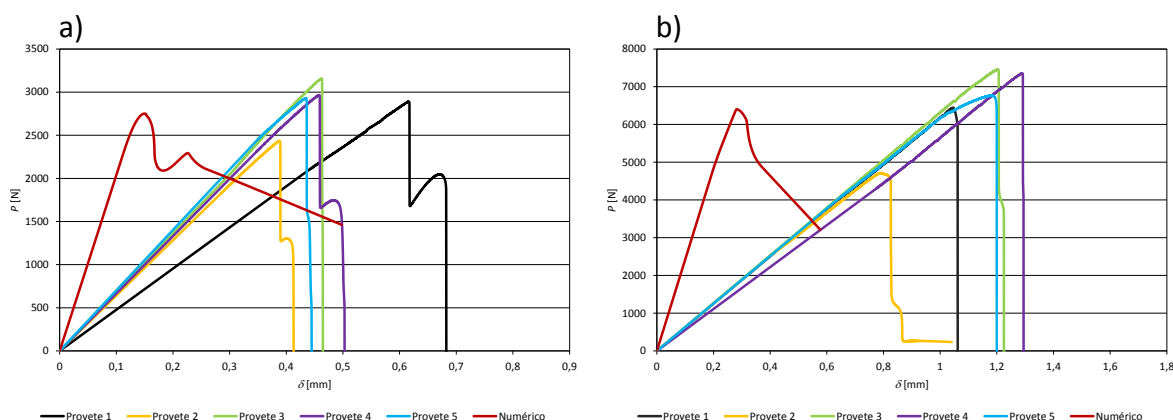 a)
3500
3000
2500
2000
1500
1000
500
0
P [N]
0 0,1 0,2 0,3 0,4 0,5 0,6 0,7 0,8 0,9
δ [mm]
Provete 1 Provete 2 Provete 3 Provete 4 Provete 5 Numérico
b)
8000
7000
6000
5000
4000
3000
2000
1000
0
P [N]
0 0,2 0,4 0,6 0,8 1 1,2 1,4 1,6 1,8
δ [mm]
Provete 1 Provete 2 Provete 3 Provete 4 Provete 5 Numérico